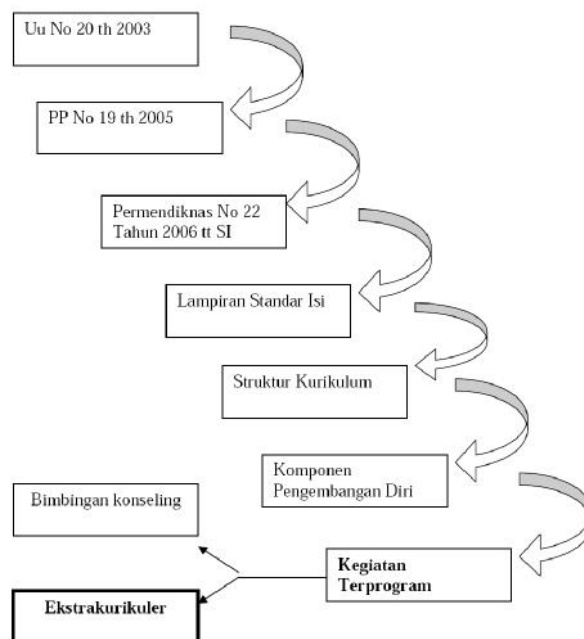 Uu No 20 th 2003
PP No 19 th 2005
Permendiknas No 22
Tahun 2006 tt SI
Lampiran Standar Isi
Struktur Kurikulum
Komponen
Pengembangan Diri
Bimbingan konseling
Kegiatan
Terprogram
Ekstrakurikuler